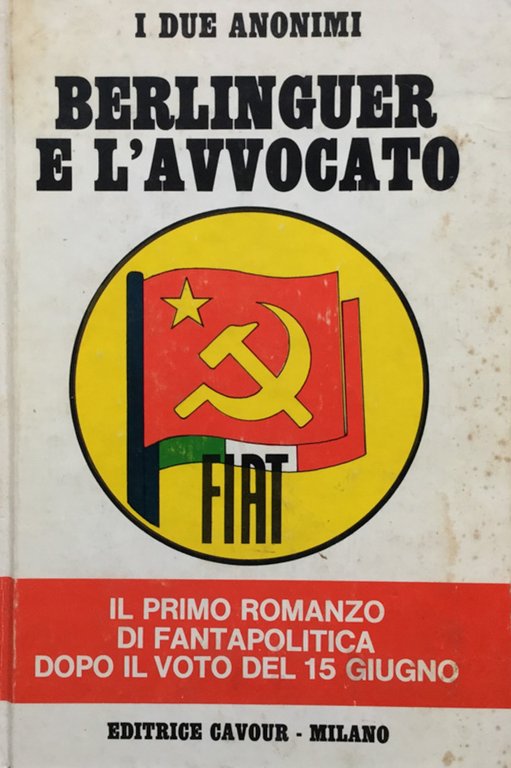 I DUE ANONIMI
BERLINGUER
E L'AVVOCATO
FIAT
IL PRIMO ROMANZO
DI FANTAPOLITICA
DOPO IL VOTO DEL 15 GIUGNO
EDITRICE CAVOUR - MILANO